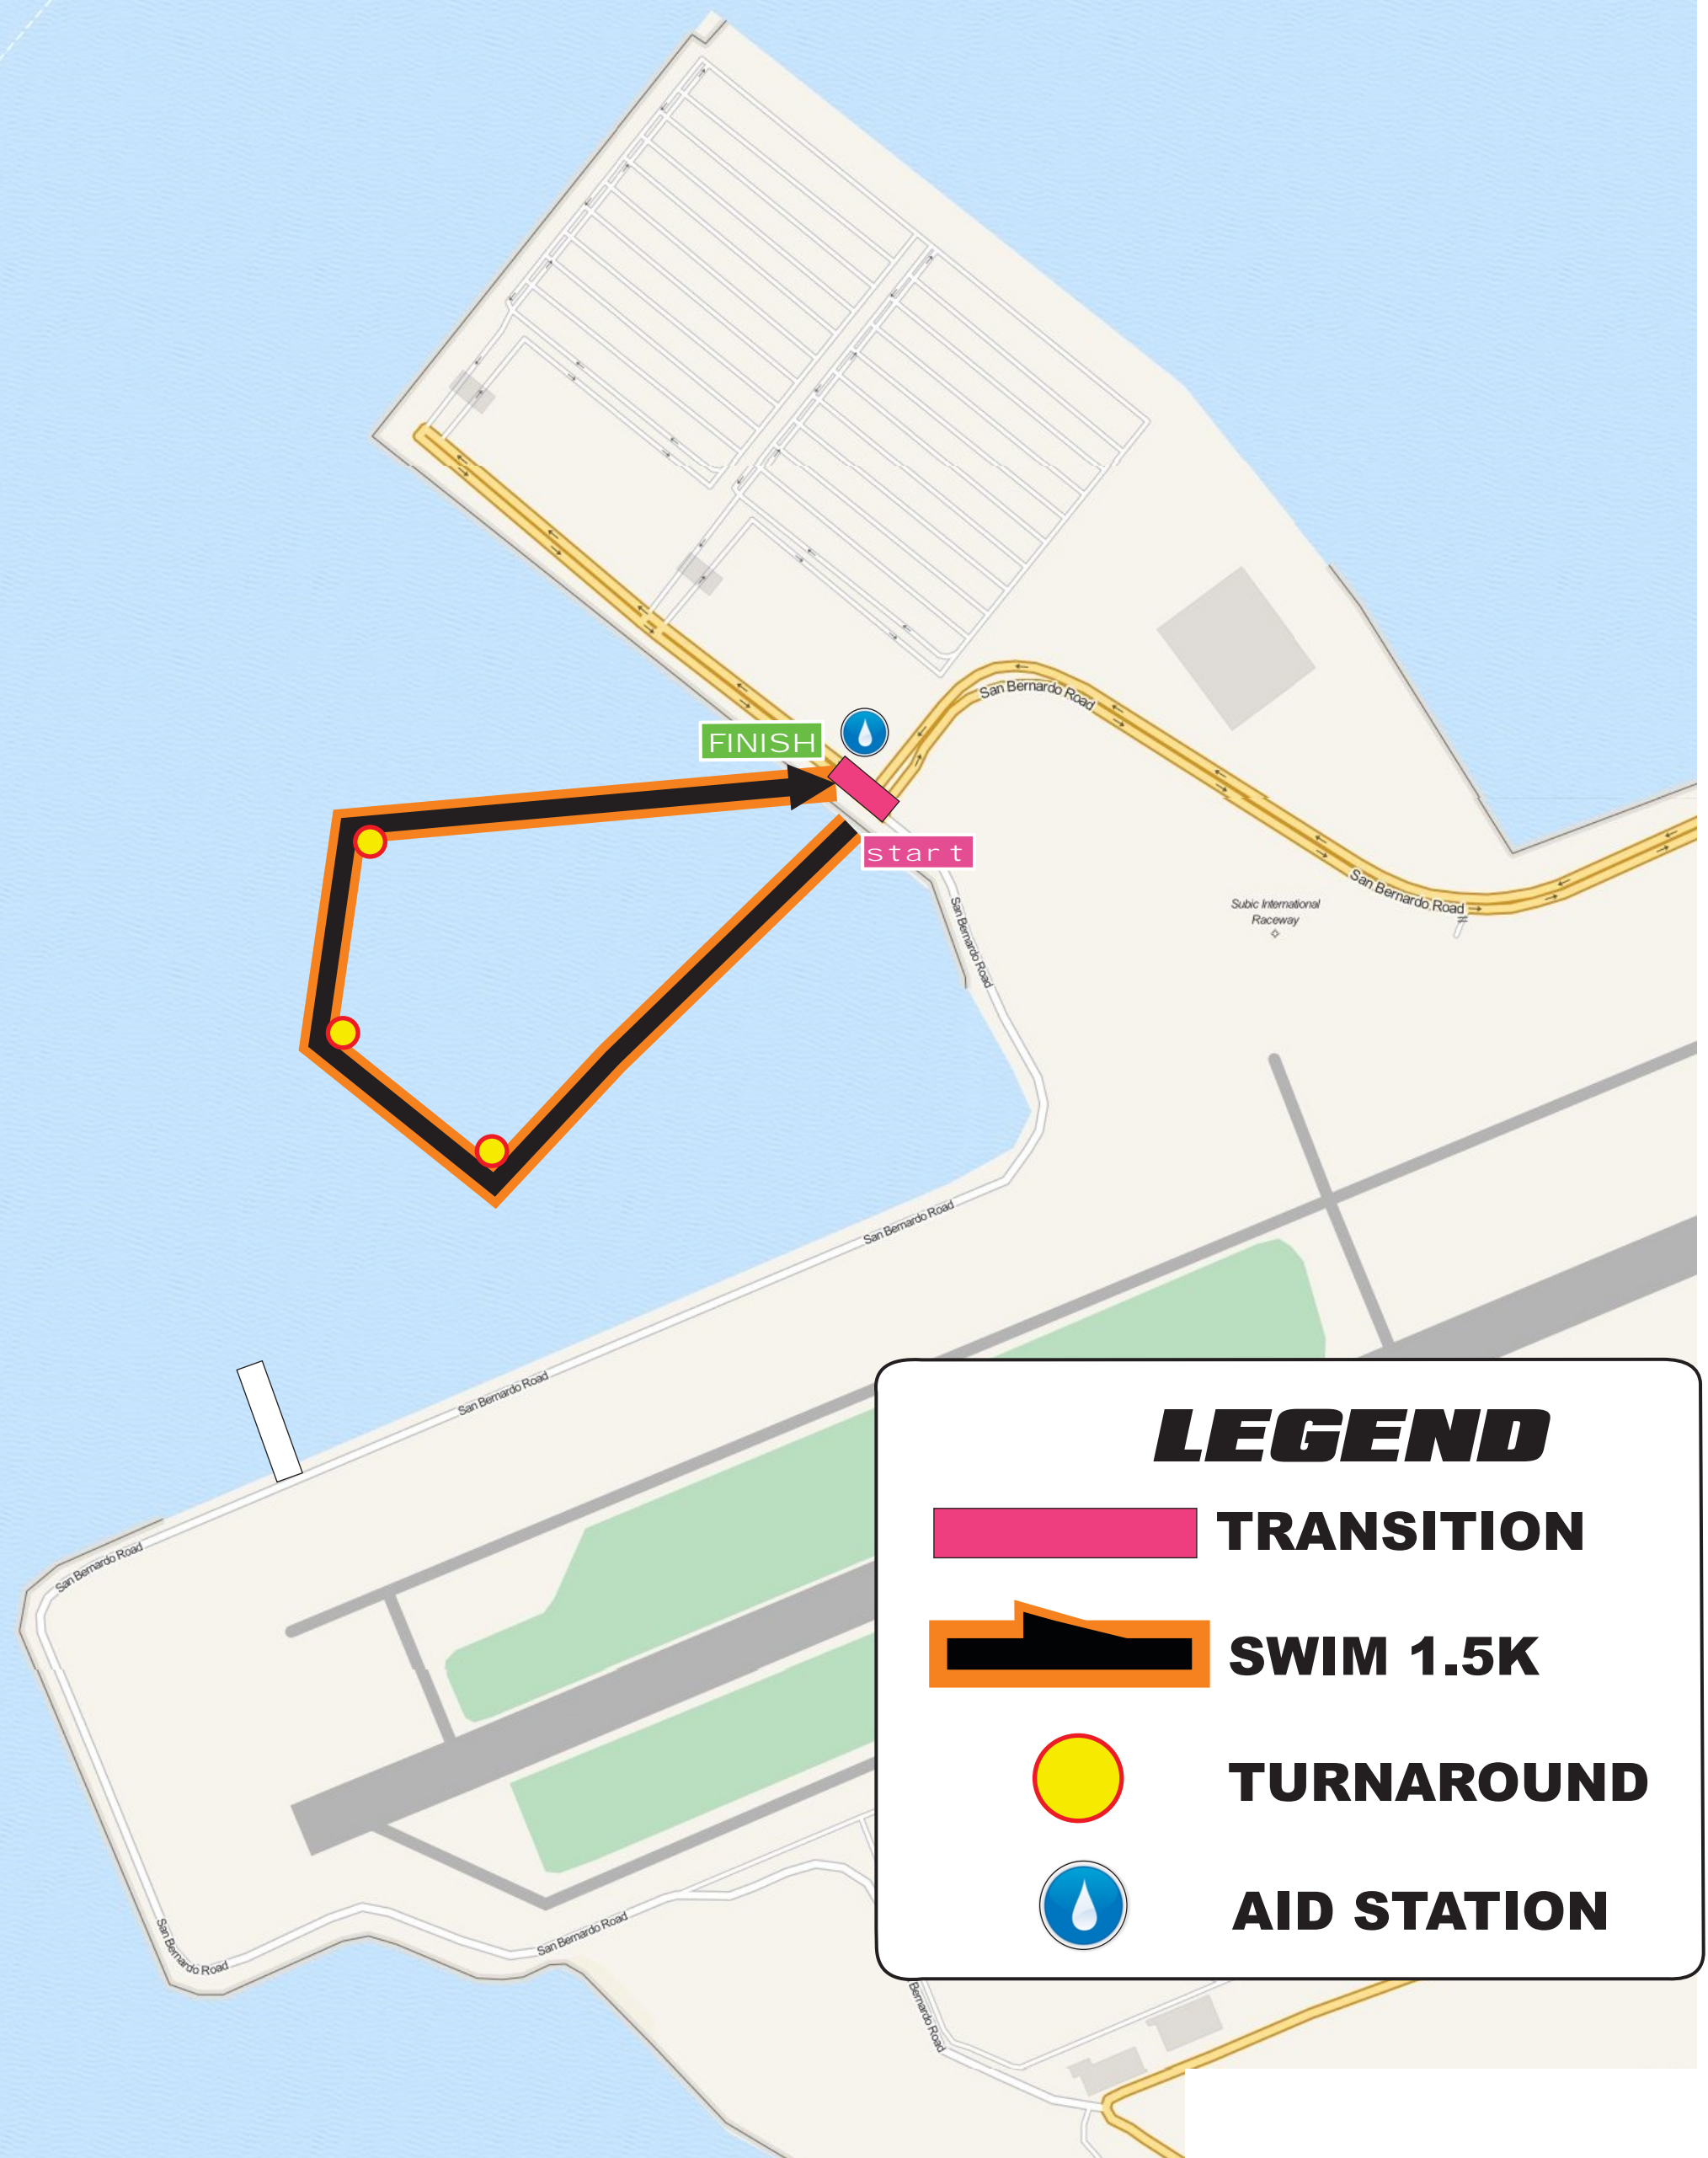 San Bernardo Road
FINISH
start
San Bernardo Road
San Bernardo Road
Subic International
Raceway
San Bernardo Road
San Bernardo Road
San Bernardo Road
LEGEND
TRANSITION
San Bernardo Road
SWIM 1.5K
TURNAROUND
AID STATION
San Bernardo Road
San Bernardo Road
Bernardo Road